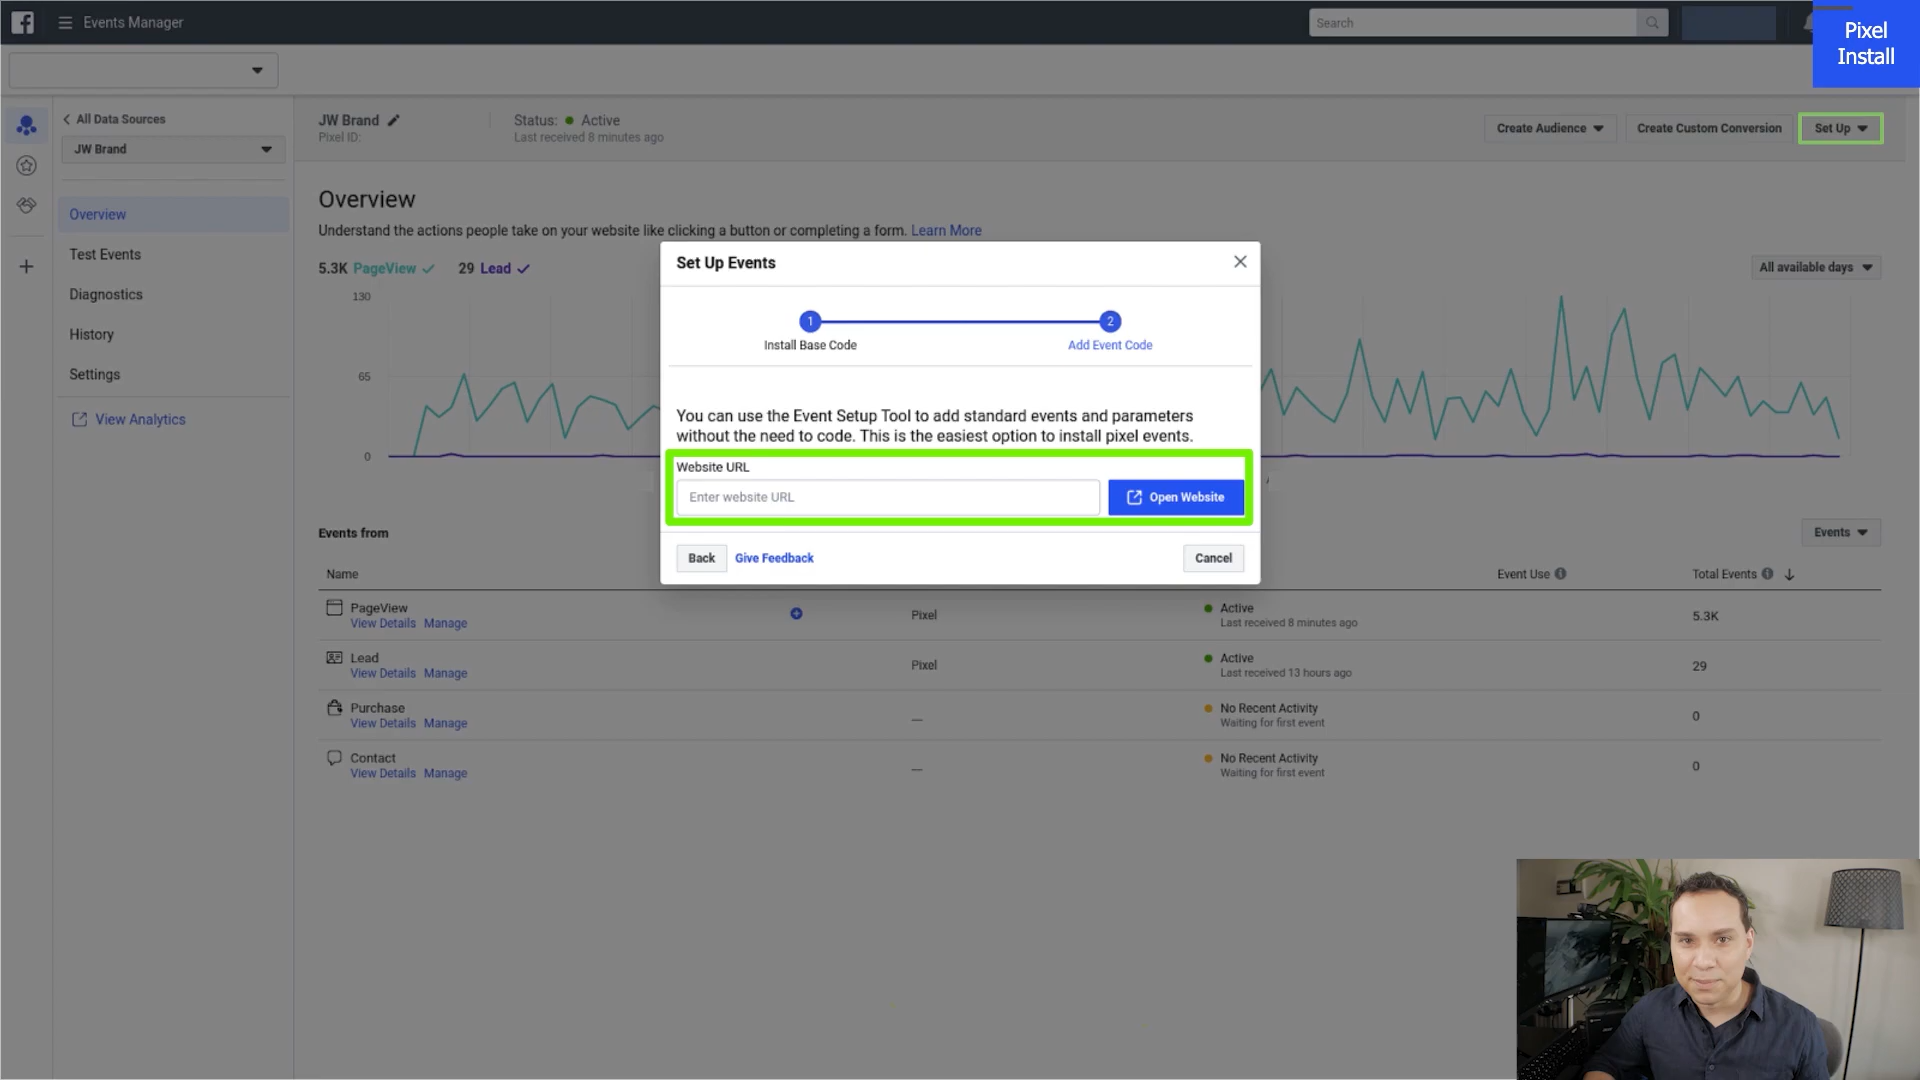 Events Manager
Search
Pixel
Install
All Data Sources
JW Brand
Overview
Test Events
Diagnostics
History
Settings
View Analytics
JW Brand
Pixel ID:
Status: Active
Last received 8 minutes ago
Create Audience
Create Custom Conversion
Set Up
Overview
Understand the actions people take on your website like clicking a button or completing a form. Learn More
5.3K PageView 29 Lead
All available days
130
65
0
Set Up Events
1
2
Install Base Code
Add Event Code
You can use the Event Setup Tool to add standard events and parameters
without the need to code. This is the easiest option to install pixel events.
Website URL
Enter website URL
Open Website
Back
Give Feedback
Cancel
Events from
Events
Name
Event Use
Total Events
PageView
View Details Manage
Pixel
Active
Last received 8 minutes ago
5.3K
Lead
View Details Manage
Pixel
Active
Last received 13 hours ago
29
Purchase
View Details Manage
—
No Recent Activity
Waiting for first event
0
Contact
View Details Manage
—
No Recent Activity
Waiting for first event
0